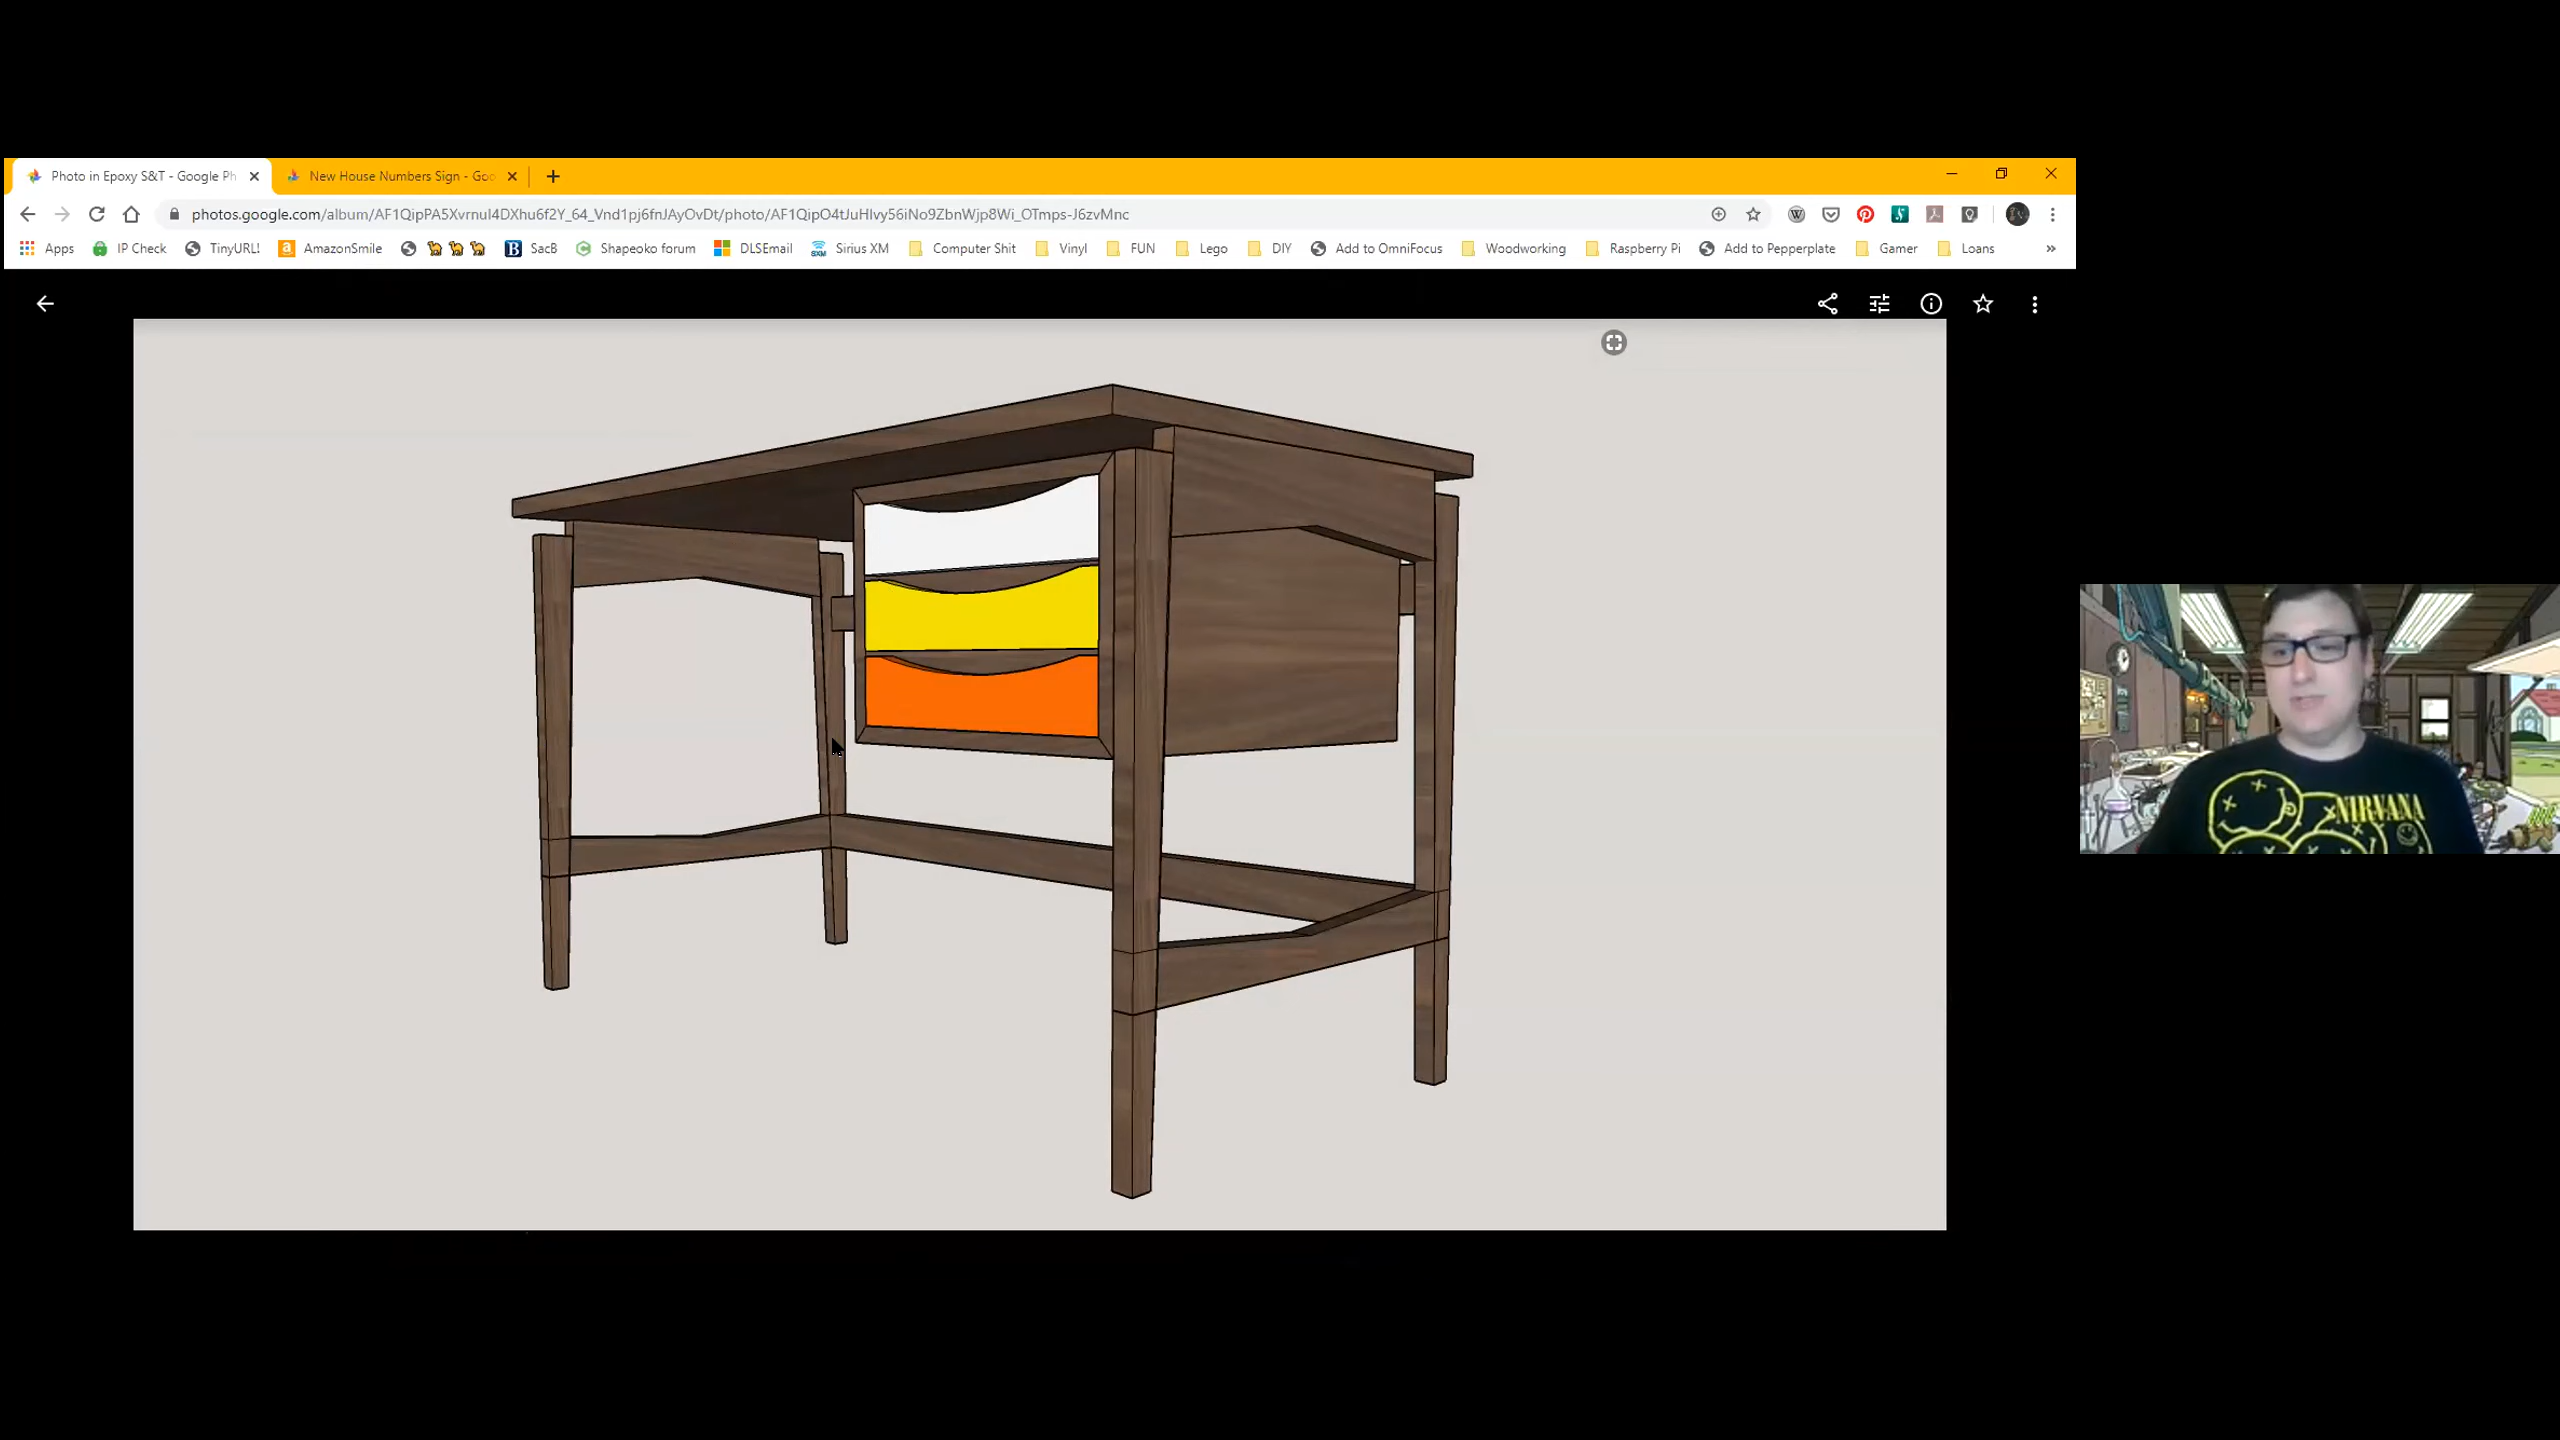 Photo in Epoxy S&T - Google Ph
New House Numbers Sign - Goo
photos.google.com/album/AF1QipPA5Xvrnul4DXhu6f2Y_64_Vnd1pj6fnJAyOvDt/photo/AF1QipO4tJuHlvy56iNo9ZbnWjp8Wi_OTmps-J6zvMnc
Apps IP Check TinyURL! AmazonSmile SacB Shapeoko forum DLSEmail Sirius XM Computer Shit Vinyl FUN Lego DIY Add to OmniFocus Woodworking Raspberry Pi Add to Pepperplate Gamer Loans »
NIRVANA